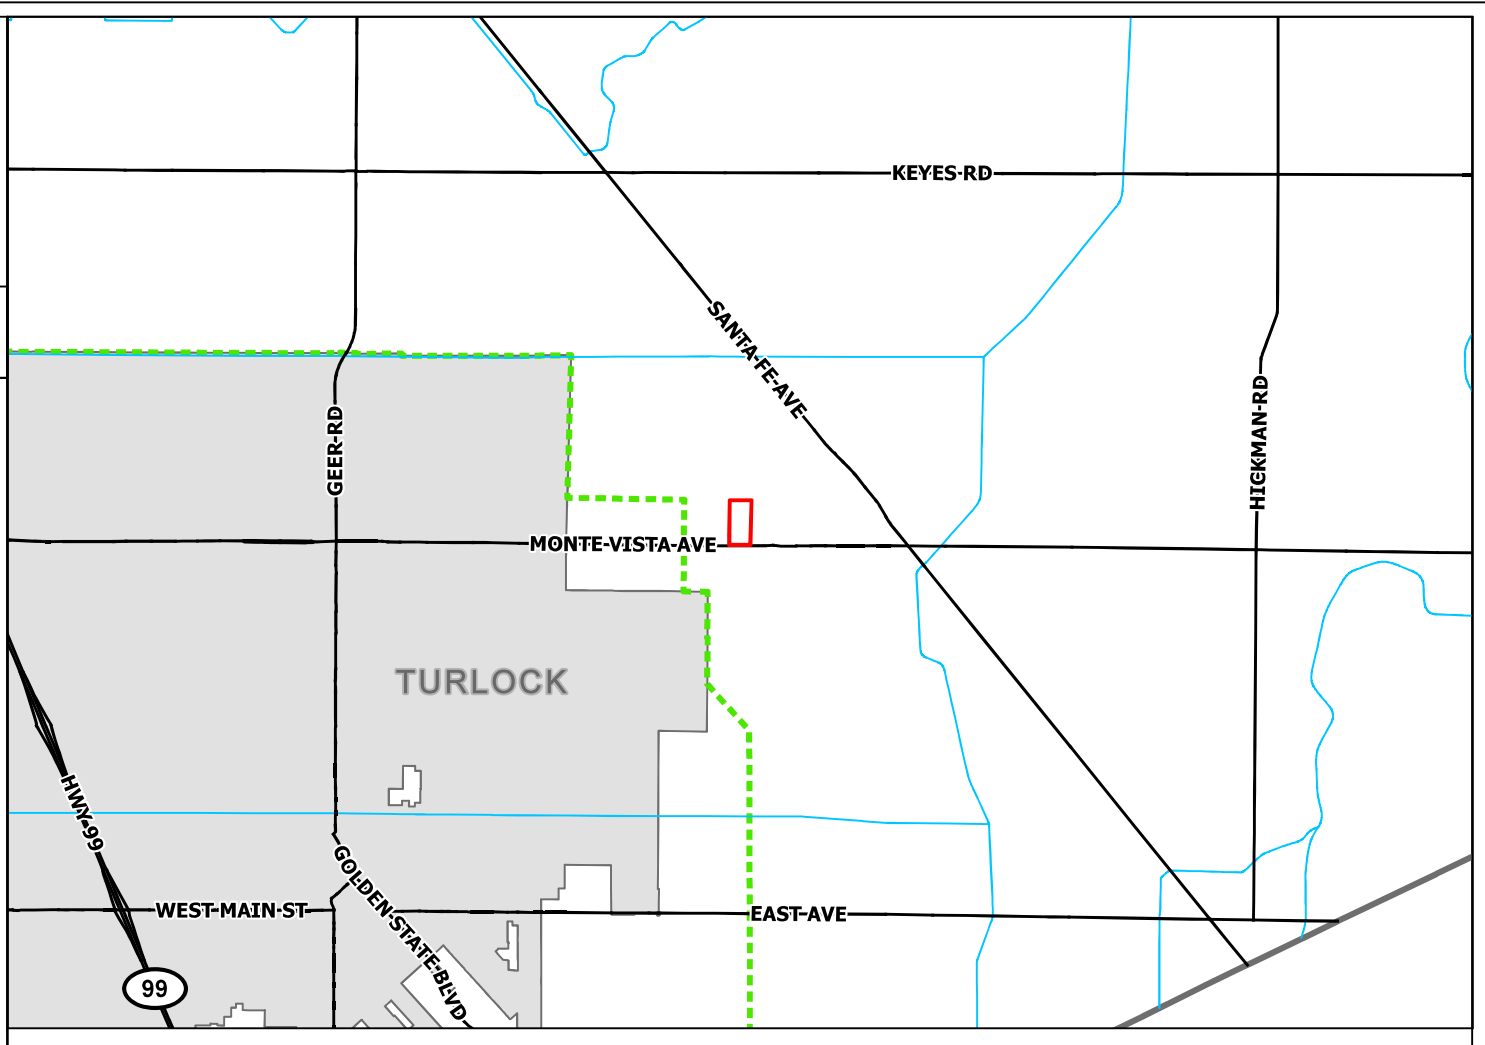 KEYES RD
SANTA FE AVE
GEER RD
HICKMAN RD
MONTE VISTA AVE
TURLOCK
HWY 99
GOLDEN STATE BLVD
WEST MAIN ST
EAST AVE
99